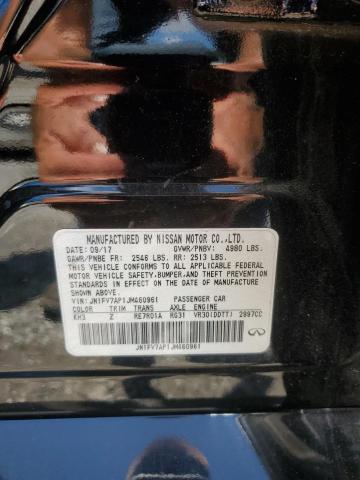 MANUFACTURED BY NISSAN MOTOR CO.,LTD.
DATE: 09/17 GVWR/PNBV: 4980 LBS.
GAWR/PNBE FR: 2546 LBS. RR: 2513 LBS.
THIS VEHICLE CONFORMS TO ALL APPLICABLE FEDERAL
MOTOR VEHICLE SAFETY,BUMPER,AND THEFT PREVENTION
STANDARDS IN EFFECT ON THE DATE OF MANUFACTURE
SHOWN ABOVE.
VIN: JN1FV7AP1JM460961 PASSENGER CAR
COLOR TRIM TRANS AXLE ENGINE
KH3 Z RE7R01A RG31 VR30(DDTT) 2997CC
JN1FV7AP1JM460961